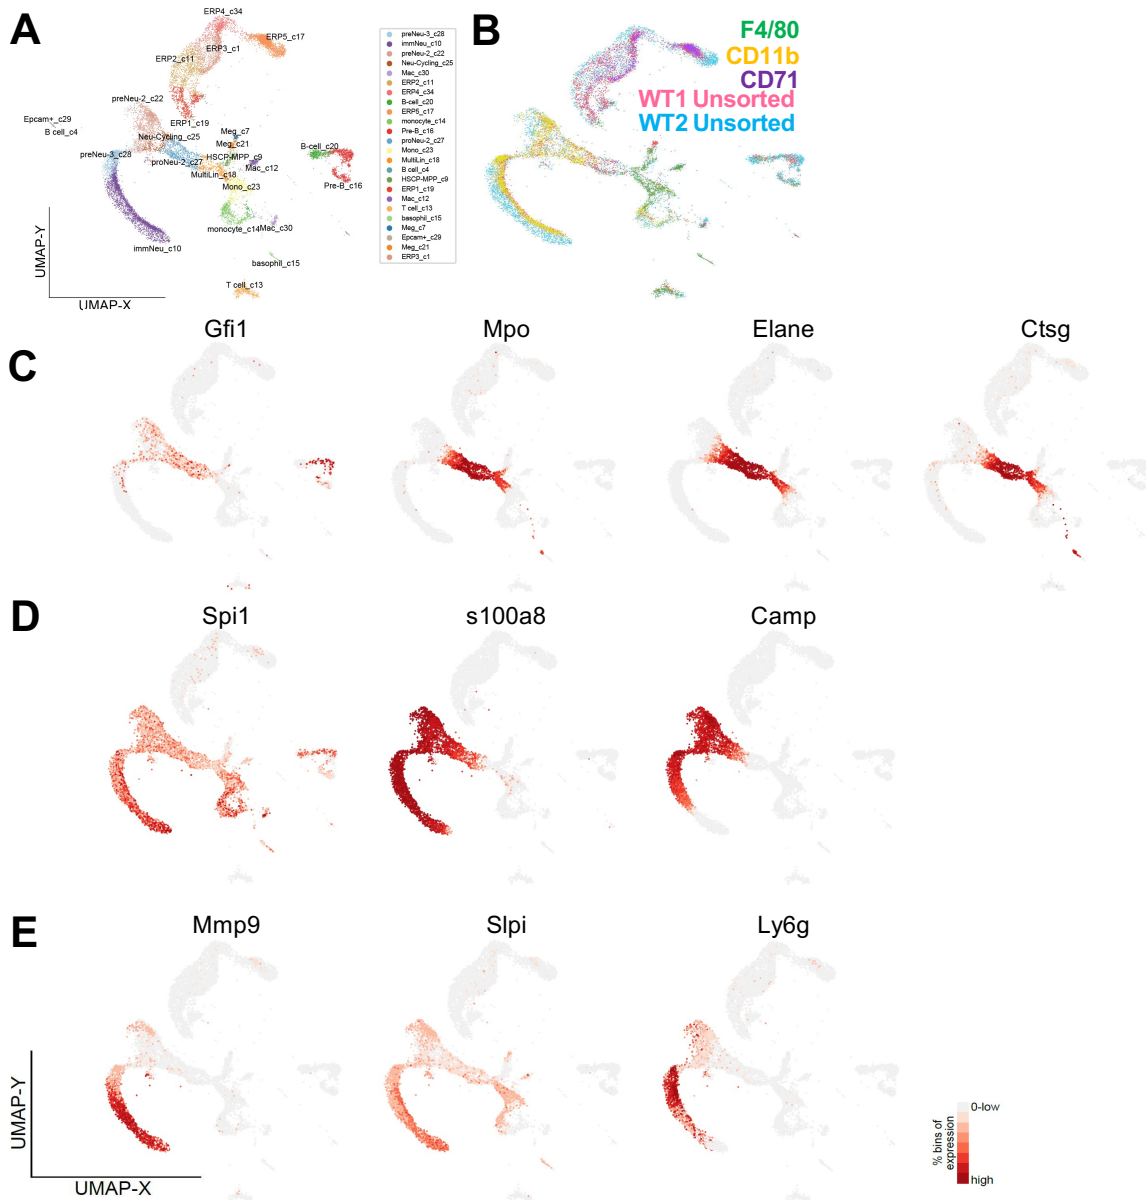 A
ERP4_c34
ERP5_c17
ERP3_c1
ERP2_c11
preNeu-2_c22
Epcam+_c29
B cell_c4
ERP1_c19
Neu-Cycling_c25
Meg_c7
Meg_c21
preNeu-3_c28
proNeu-2_c27
HSCP-MPP_c9
Mac_c12
MultiLin_c18
Mono_c23
B-cell_c20
Pre-B_c16
monocyte_c14
Mac_c30
immNeu_c10
basophil_c15
T cell_c13
UMAP-Y
UMAP-X
preNeu-3_c28
immNeu_c10
preNeu-2_c22
Neu-Cycling_c25
Mac_c30
ERP2_c11
ERP4_c34
B-cell_c20
ERP5_c17
monocyte_c14
Pre-B_c16
proNeu-2_c27
Mono_c23
MultiLin_c18
B cell_c4
HSCP-MPP_c9
ERP1_c19
Mac_c12
T cell_c13
basophil_c15
Meg_c7
Epcam+_c29
Meg_c21
ERP3_c1
B
F4/80
CD11b
CD71
WT1 Unsorted
WT2 Unsorted
C
Gfi1
Mpo
Elane
Ctsg
D
Spi1
s100a8
Camp
E
Mmp9
Slpi
Ly6g
UMAP-Y
UMAP-X
% bins of
expression
0-low
high